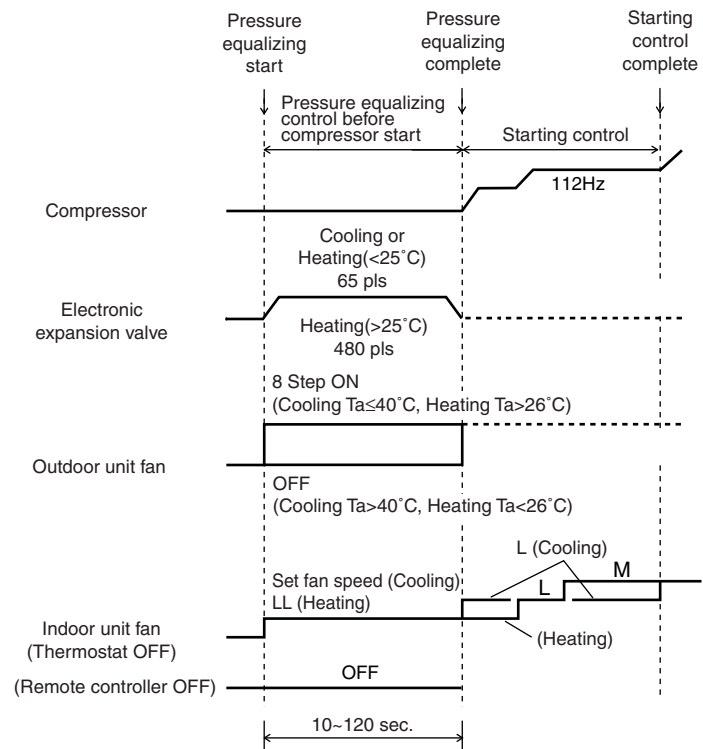 Pressure
equalizing
start
Pressure
equalizing
complete
Starting
control
complete
Pressure equalizing
control before
compressor start
Starting control
112Hz
Compressor
Cooling or
Heating(<25˚C)
65 pls
Electronic
expansion valve
Heating(>25˚C)
480 pls
8 Step ON
(Cooling Ta≤40˚C, Heating Ta>26˚C)
Outdoor unit fan
OFF
(Cooling Ta>40˚C, Heating Ta<26˚C)
L (Cooling)
Set fan speed (Cooling)
LL (Heating)
L
M
Indoor unit fan
(Thermostat OFF)
(Heating)
(Remote controller OFF)
OFF
10~120 sec.